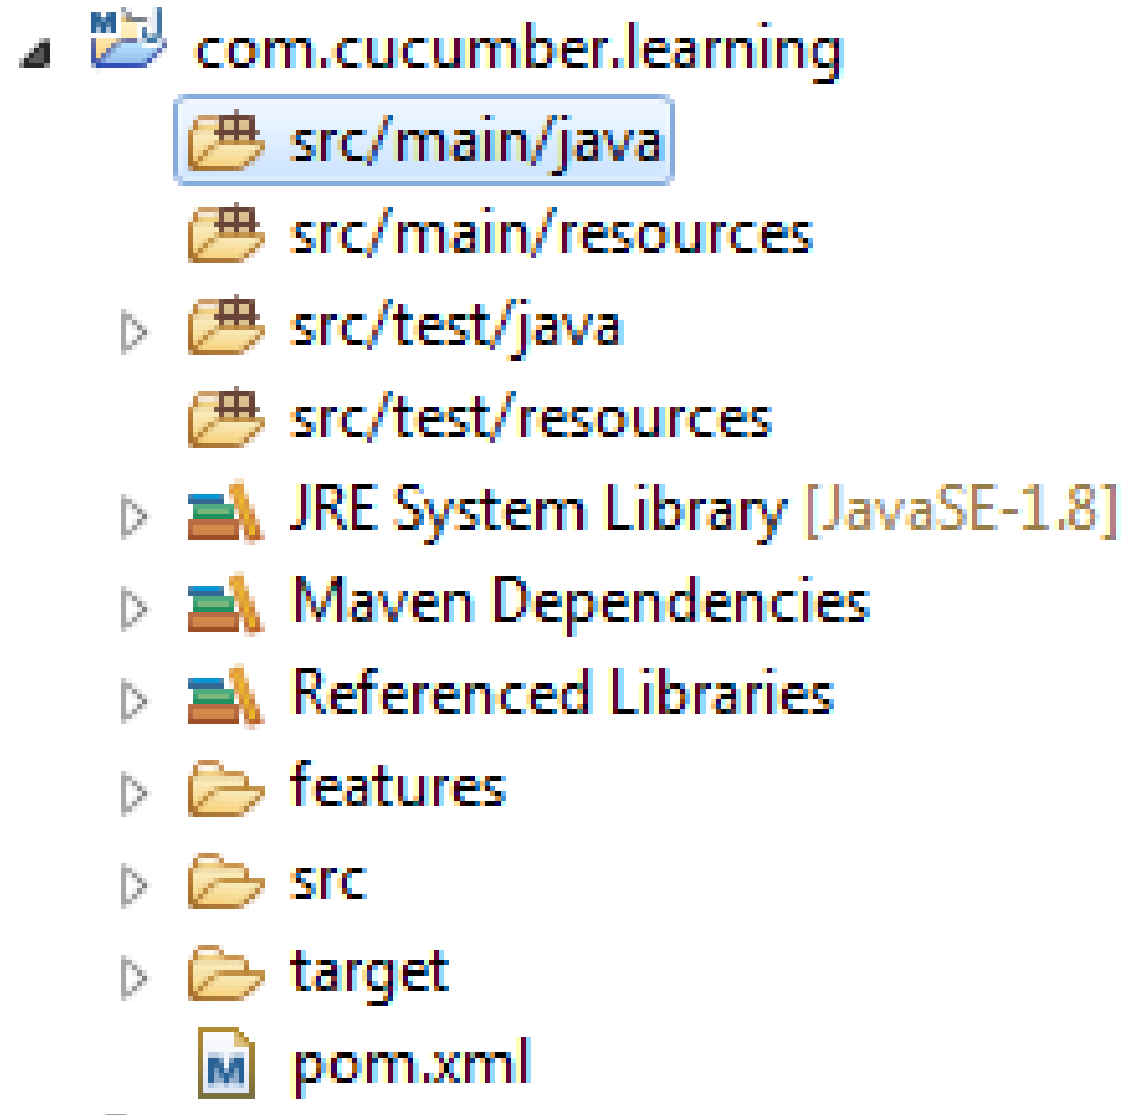 com.cucumber.learning
src/main/java
src/main/resources
src/test/java
src/test/resources
JRE System Library [JavaSE-1.8]
Maven Dependencies
Referenced Libraries
features
src
target
pom.xml